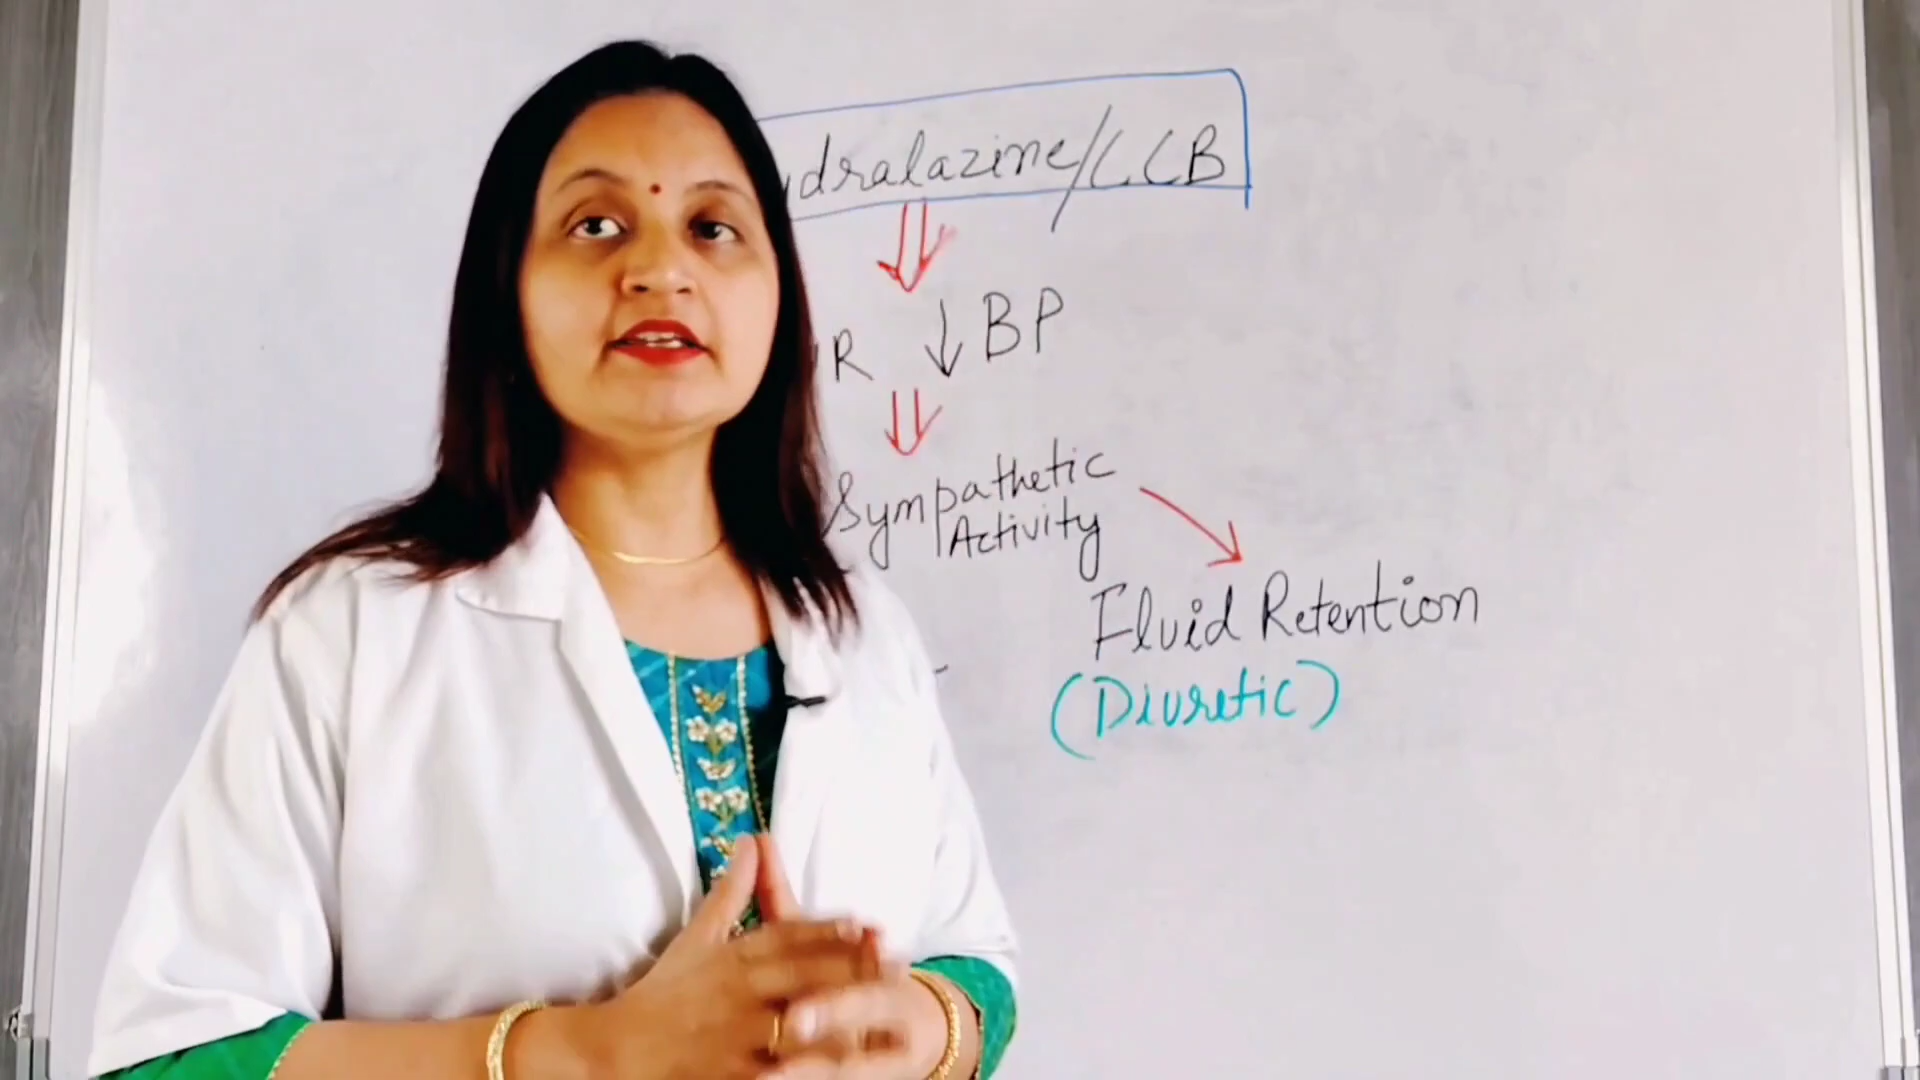 dralazine/CCB
R ↓ BP
Sympathetic
Activity
Fluid Retention
(Diuretic)